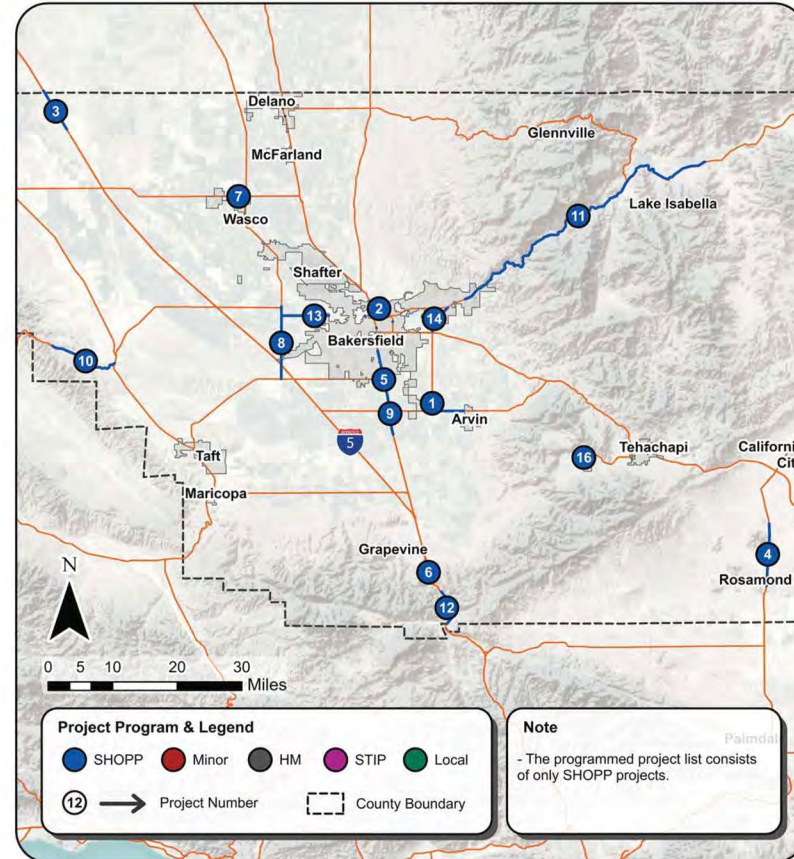 Delano
3
Glennville
McFarland
7
Wasco
Lake Isabella
11
Shafter
2
13
14
8
Bakersfield
10
5
1
9
Arvin
INTERSTATE
5
Taft
Tehachapi
Californi
Cit
16
Maricopa
Grapevine
4
6
Rosamond
12
N
0 5 10 20 30
Miles
Project Program & Legend
SHOPP Minor HM STIP Local
12 Project Number County Boundary
Note
Palmdal
- The programmed project list consists
of only SHOPP projects.